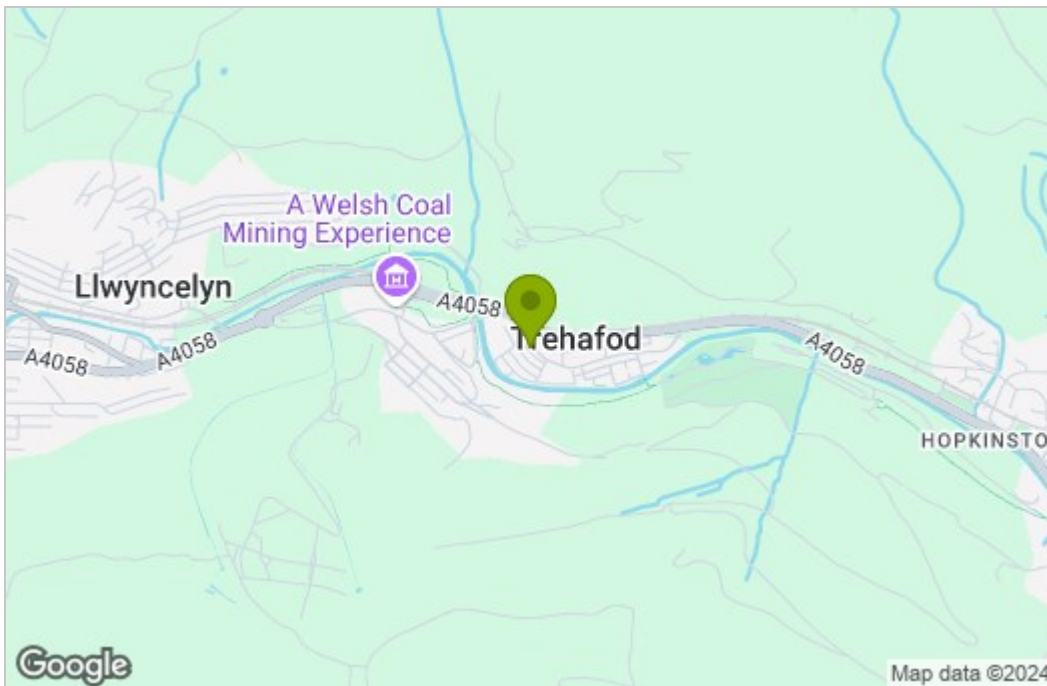 A Welsh Coal
Mining Experience
Llwyncelyn
A4058
A4058
A4058
Trehafod
A4058
HOPKINSTO
Google
Map data ©2024